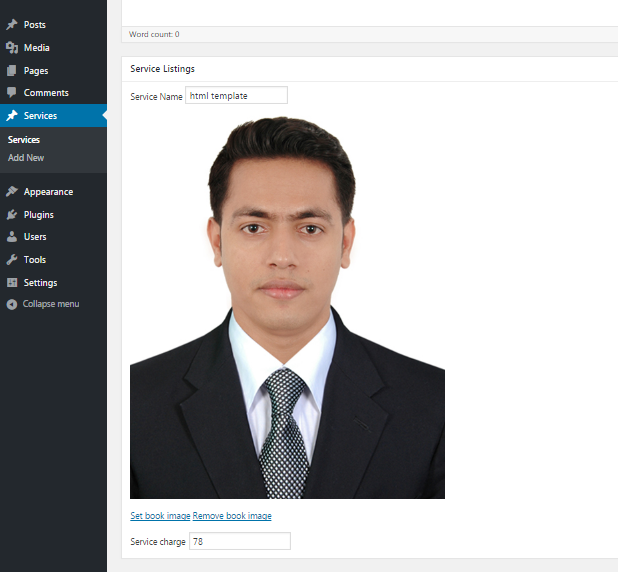 Posts
Media
Pages
Comments
Services
Services
Add New
Appearance
Plugins
Users
Tools
Settings
Collapse menu
Word count: 0
Service Listings
Service Name html template
Set book image Remove book image
Service charge 78